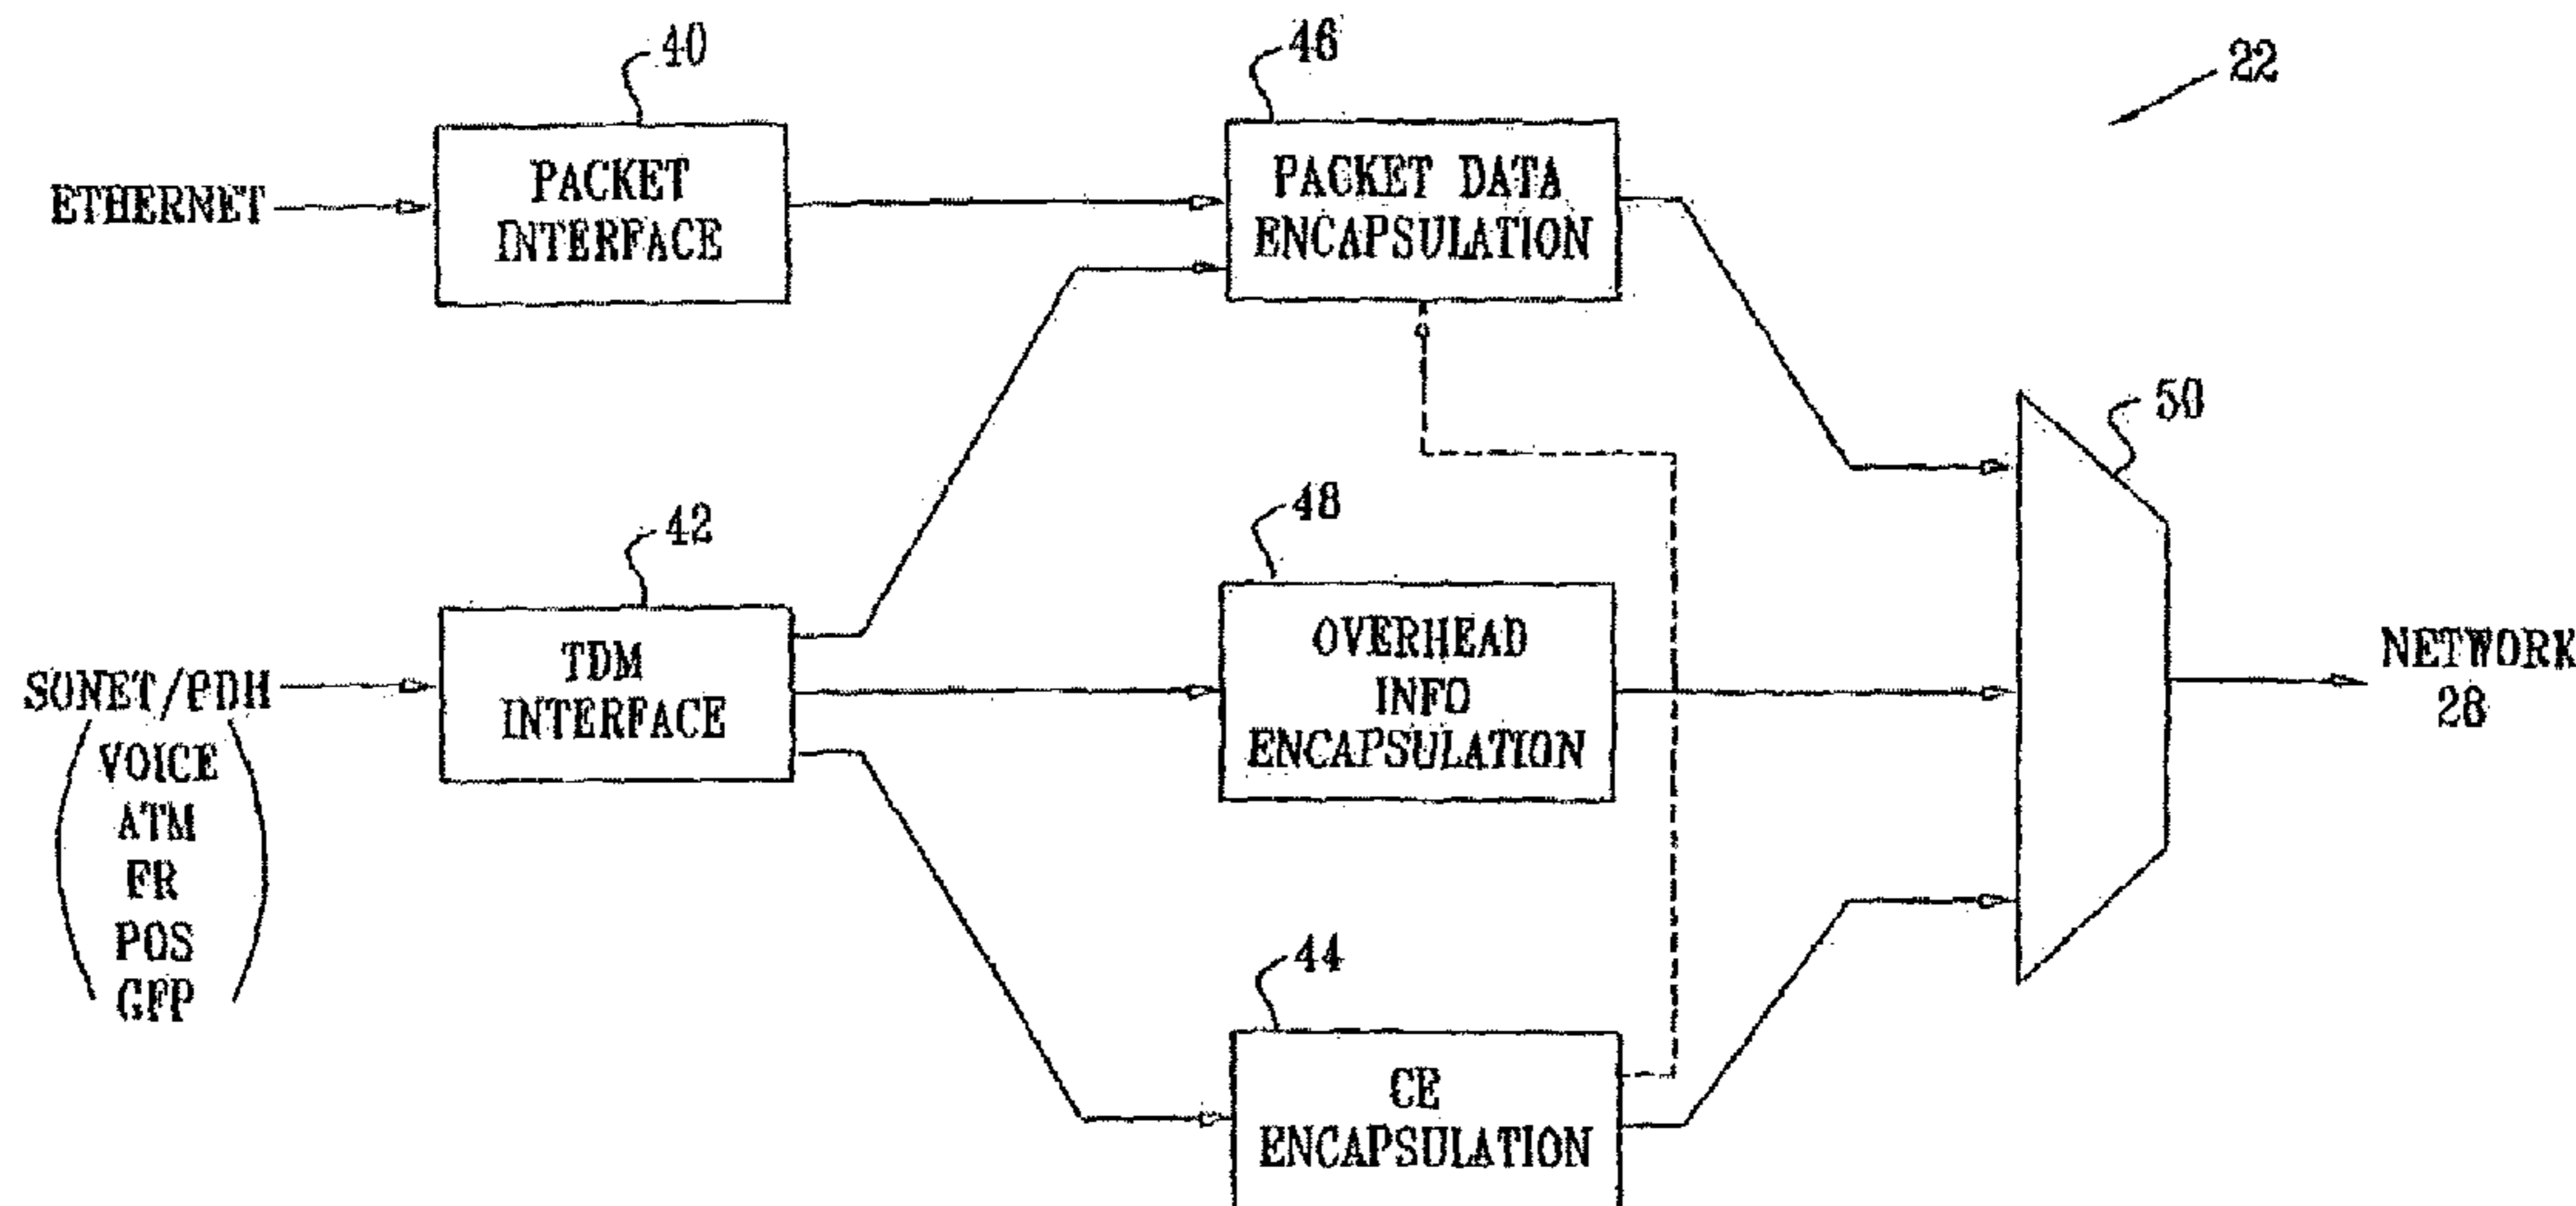 40
46
22
ETHERNET
PACKET
INTERFACE
PACKET DATA
ENCAPSULATION
50
42
48
TDM
INTERFACE
OVERHEAD
INFO
ENCAPSULATION
SONET/PDH
VOICE
ATM
FR
POS
GFP
NETWORK
28
44
CE
ENCAPSULATION